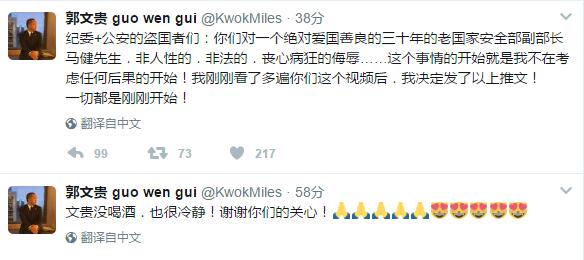 郭文贵 guo wen gui @KwokMiles · 38分
纪委+公安的盗国者们：你们对一个绝对爱国善良的三十年的老国家安全部副部长
马健先生．非人性的．非法的．丧心病狂的侮辱……这个事情的开始就是我不在考
虑任何后果的开始！我刚刚看了多遍你们这个视频后，我决定发了以上推文！
一切都是刚刚开始！
翻译自中文
99 73 217
郭文贵 guo wen gui @KwokMiles · 58分
文贵没喝酒，也很冷静！谢谢你们的关心！🙏🙏🙏🙏🙏😍😍😍😍😍
翻译自中文